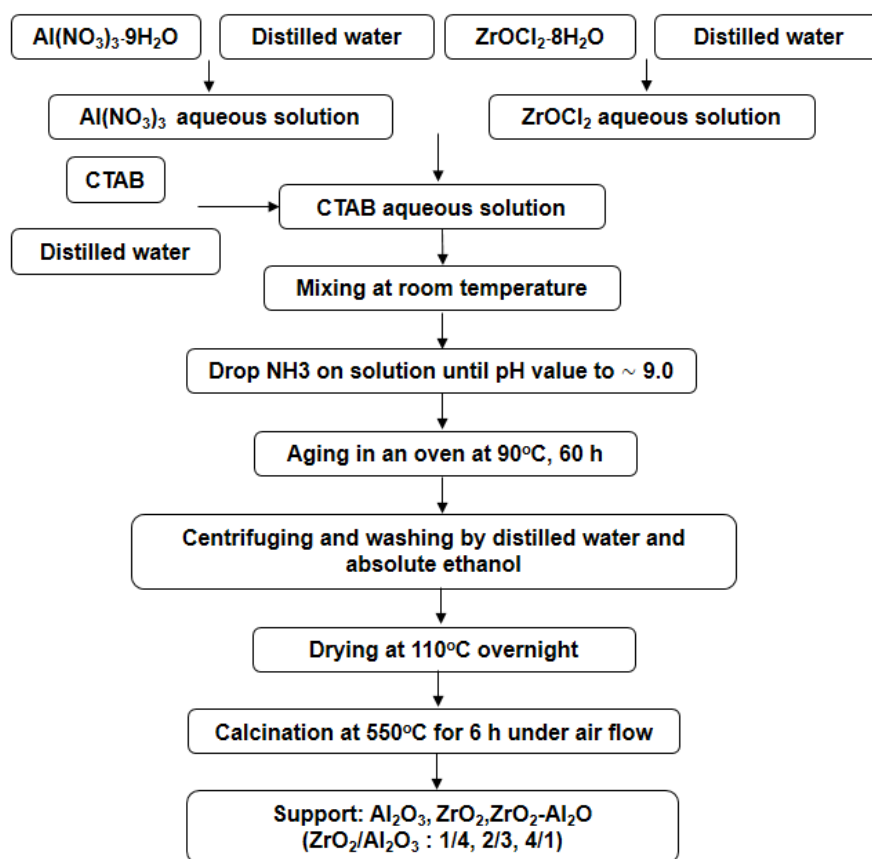 Al(NO₃)₃·9H₂O
Distilled water
ZrOCl₂·8H₂O
Distilled water
Al(NO₃)₃ aqueous solution
ZrOCl₂ aqueous solution
CTAB
CTAB aqueous solution
Distilled water
Mixing at room temperature
Drop NH3 on solution until pH value to ~ 9.0
Aging in an oven at 90°C, 60 h
Centrifuging and washing by distilled water and
absolute ethanol
Drying at 110°C overnight
Calcination at 550°C for 6 h under air flow
Support: Al₂O₃, ZrO₂,ZrO₂-Al₂O
(ZrO₂/Al₂O₃ : 1/4, 2/3, 4/1)